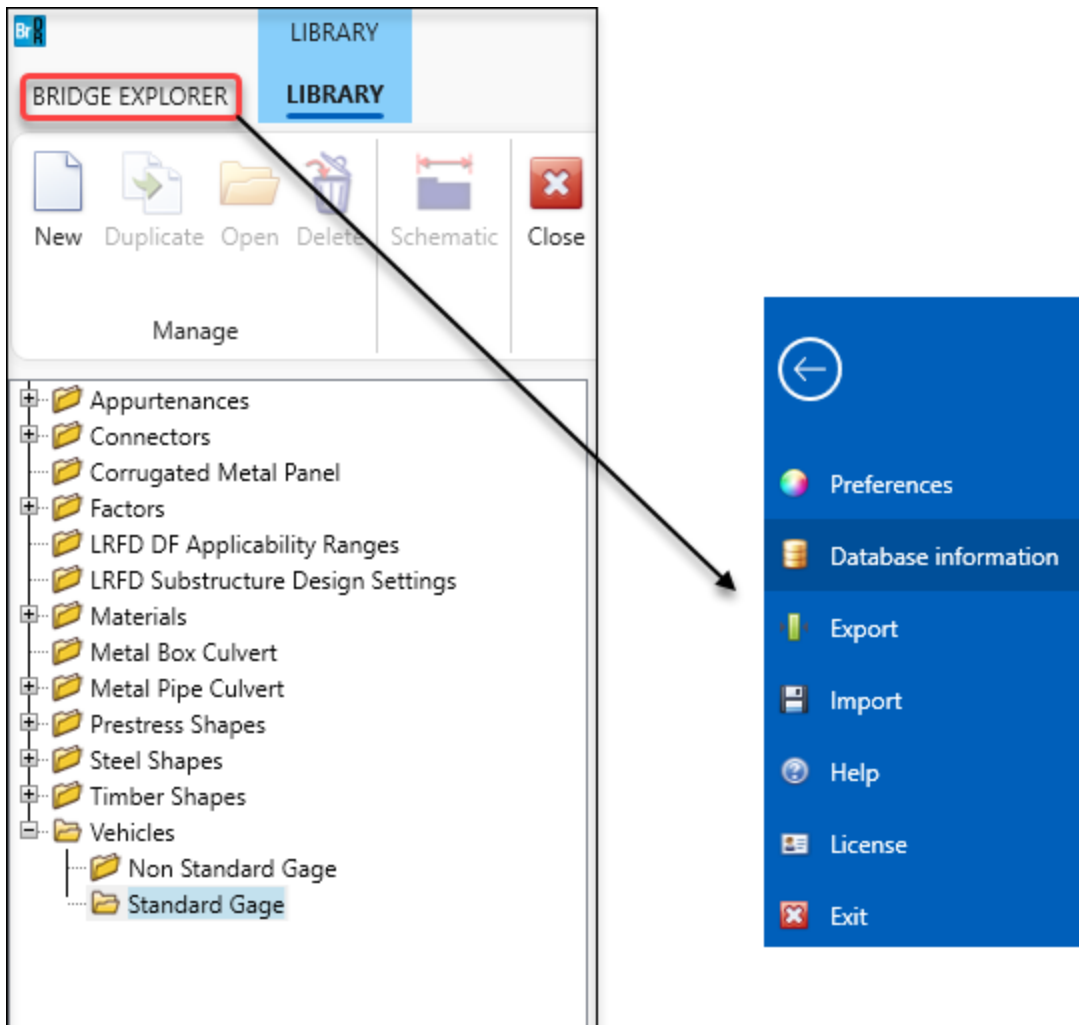 Br DR
LIBRARY
BRIDGE EXPLORER
LIBRARY
New Duplicate Open Delete Schematic Close
Manage
Appurtenances
Connectors
Corrugated Metal Panel
Factors
LRFD DF Applicability Ranges
LRFD Substructure Design Settings
Materials
Metal Box Culvert
Metal Pipe Culvert
Prestress Shapes
Steel Shapes
Timber Shapes
Vehicles
Non Standard Gage
Standard Gage
Preferences
Database information
Export
Import
Help
License
Exit